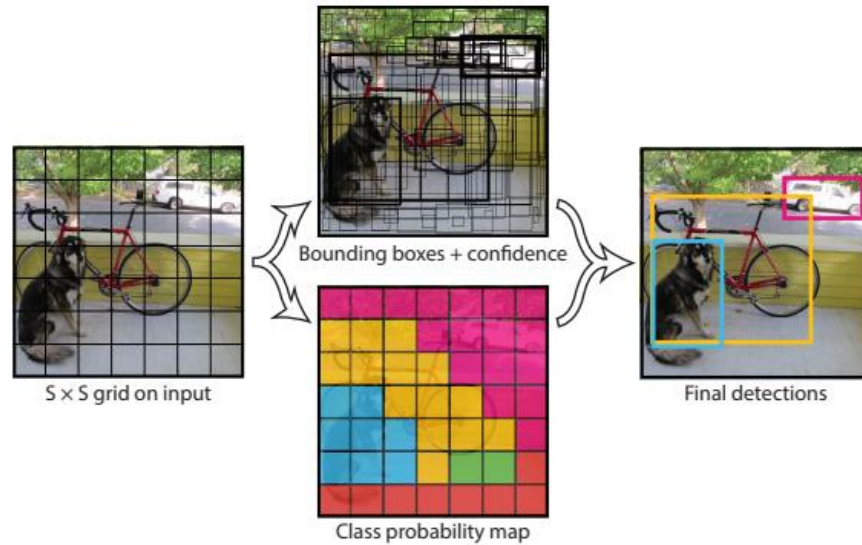 Bounding boxes + confidence
S × S grid on input
Final detections
Class probability map